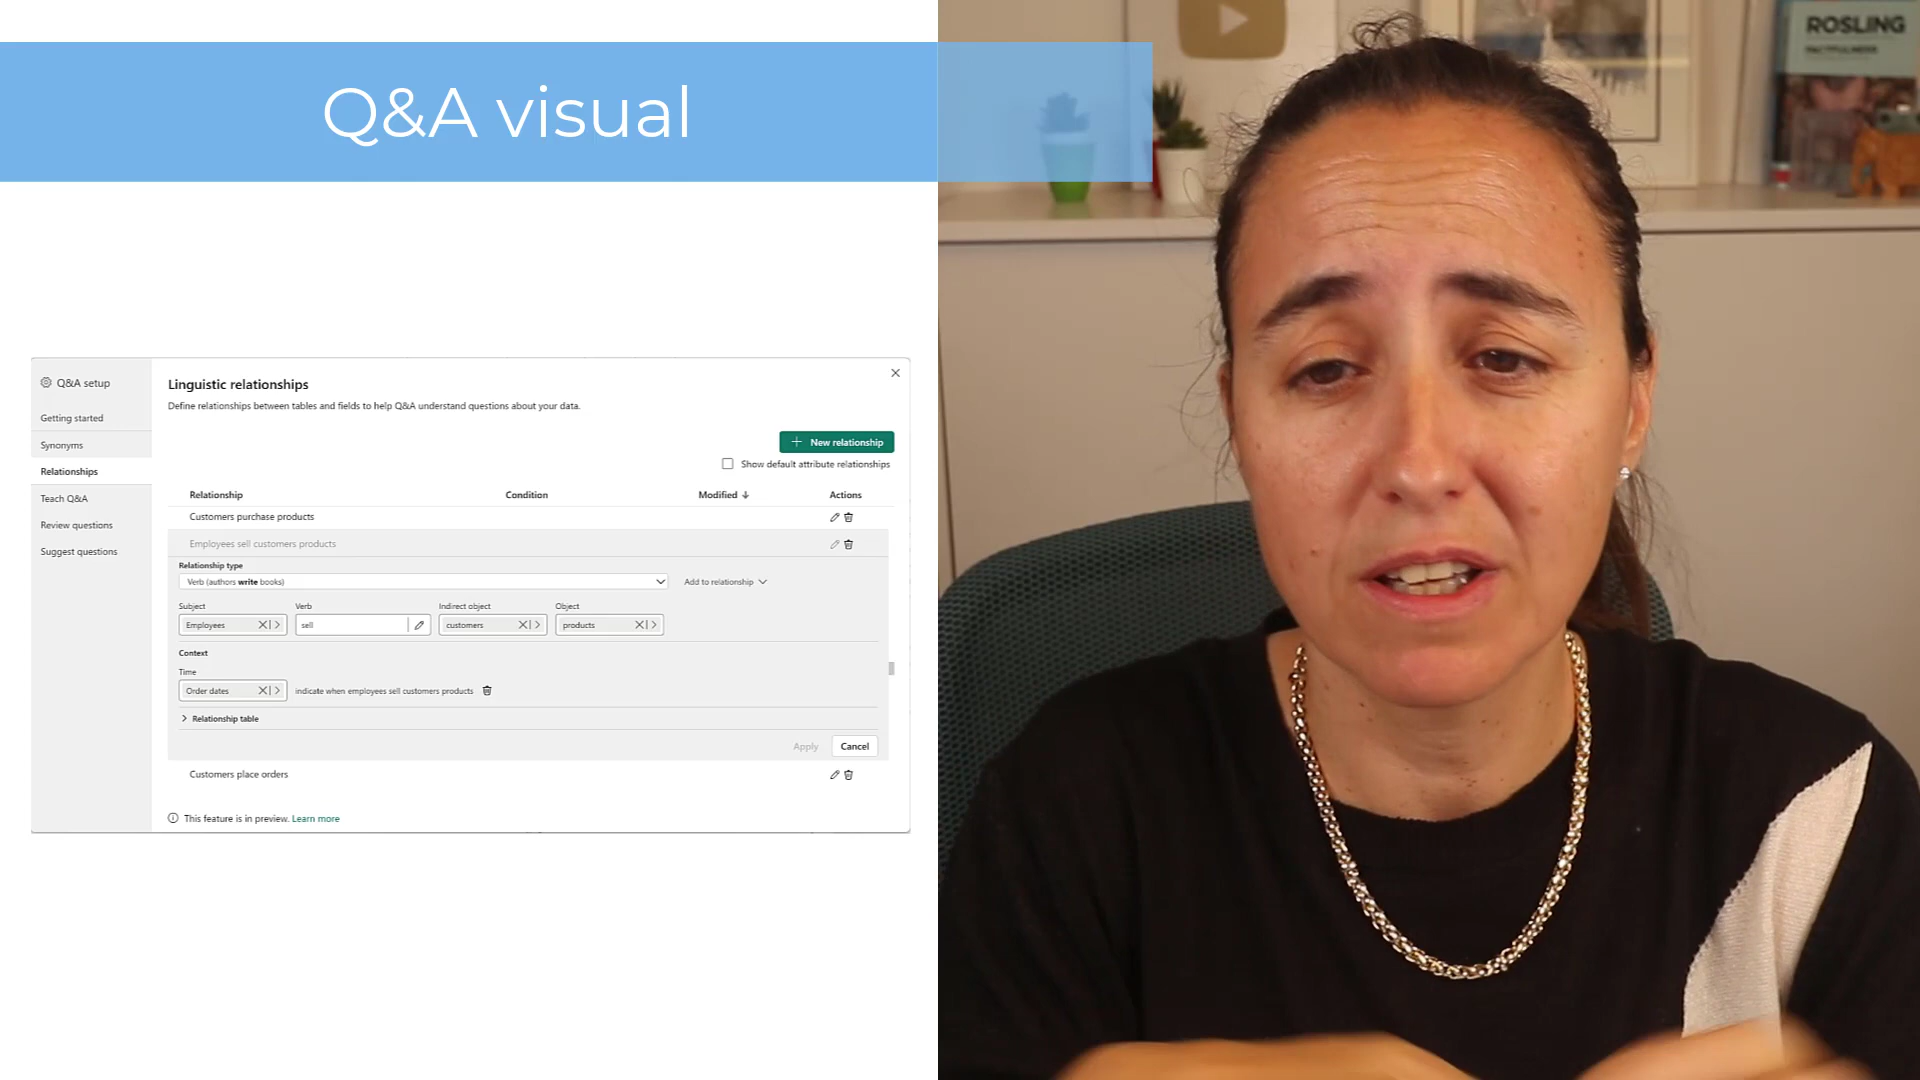 Q&A visual
ROSLING
FACTFULNESS
Q&A setup
Getting started
Synonyms
Relationships
Teach Q&A
Review questions
Suggest questions
Linguistic relationships
Define relationships between tables and fields to help Q&A understand questions about your data.
New relationship
Show default attribute relationships
Relationship Condition Modified Actions
Customers purchase products
Employees sell customers products
Relationship type
Verb (authors write books) Add to relationship
Subject Verb Indirect object Object
Employees sell customers products
Context
Time
Order dates indicate when employees sell customers products
Relationship table
Apply Cancel
Customers place orders
This feature is in preview. Learn more